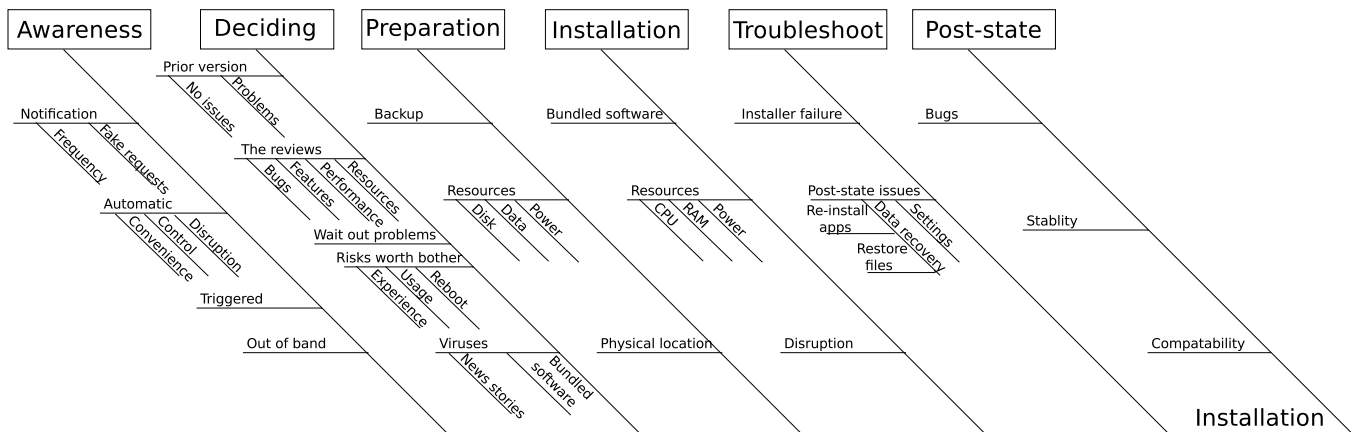 Awareness
Deciding
Preparation
Installation
Troubleshoot
Post-state
Notification
Frequency
Fake requests
Automatic
Convenience
Control
Disruption
Triggered
Out of band
Prior version
No issues
Problems
The reviews
Bugs
Features
Performance
Resources
Wait out problems
Risks worth bother
Experience
Usage
Reboot
Viruses
News stories
Bundled
software
Backup
Resources
Disk
Data
Power
Physical location
Bundled software
Resources
CPU
RAM
Power
Disruption
Installer failure
Post-state issues
Re-install
apps
Data recovery
Restore
files
Settings
Bugs
Stablity
Compatability
Installation